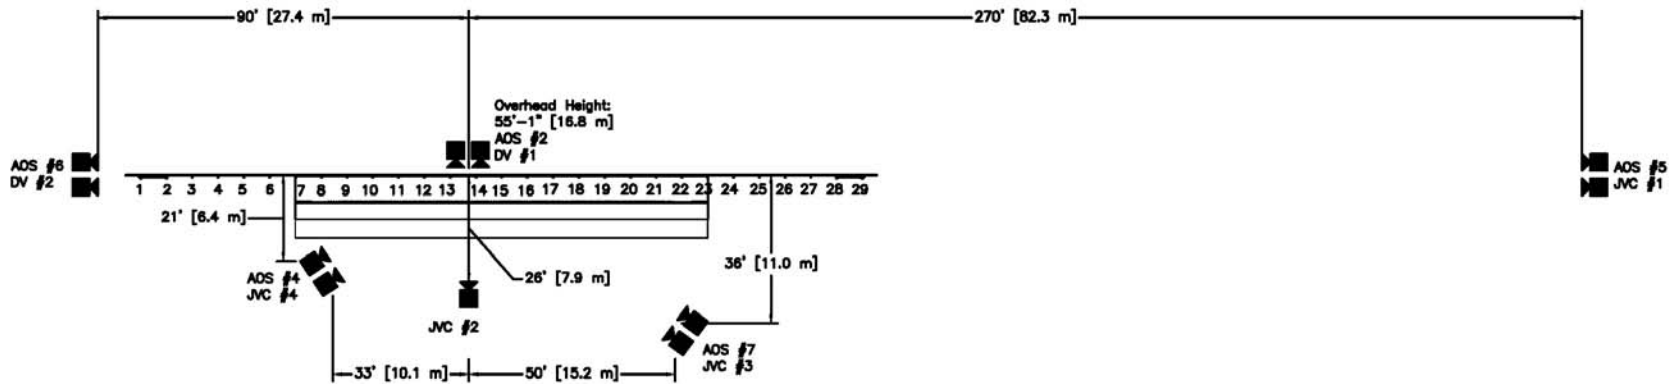 90' [27.4 m]
270' [82.3 m]
Overhead Height:
55'-1" [16.8 m]
AOS #2
DV #1
AOS #6
DV #2
AOS #5
JVC #1
1 2 3 4 5 6 7 8 9 10 11 12 13 14 15 16 17 18 19 20 21 22 23 24 25 26 27 28 29
21' [6.4 m]
36' [11.0 m]
AOS #4
JVC #4
26' [7.9 m]
JVC #2
AOS #7
JVC #3
33' [10.1 m]
50' [15.2 m]